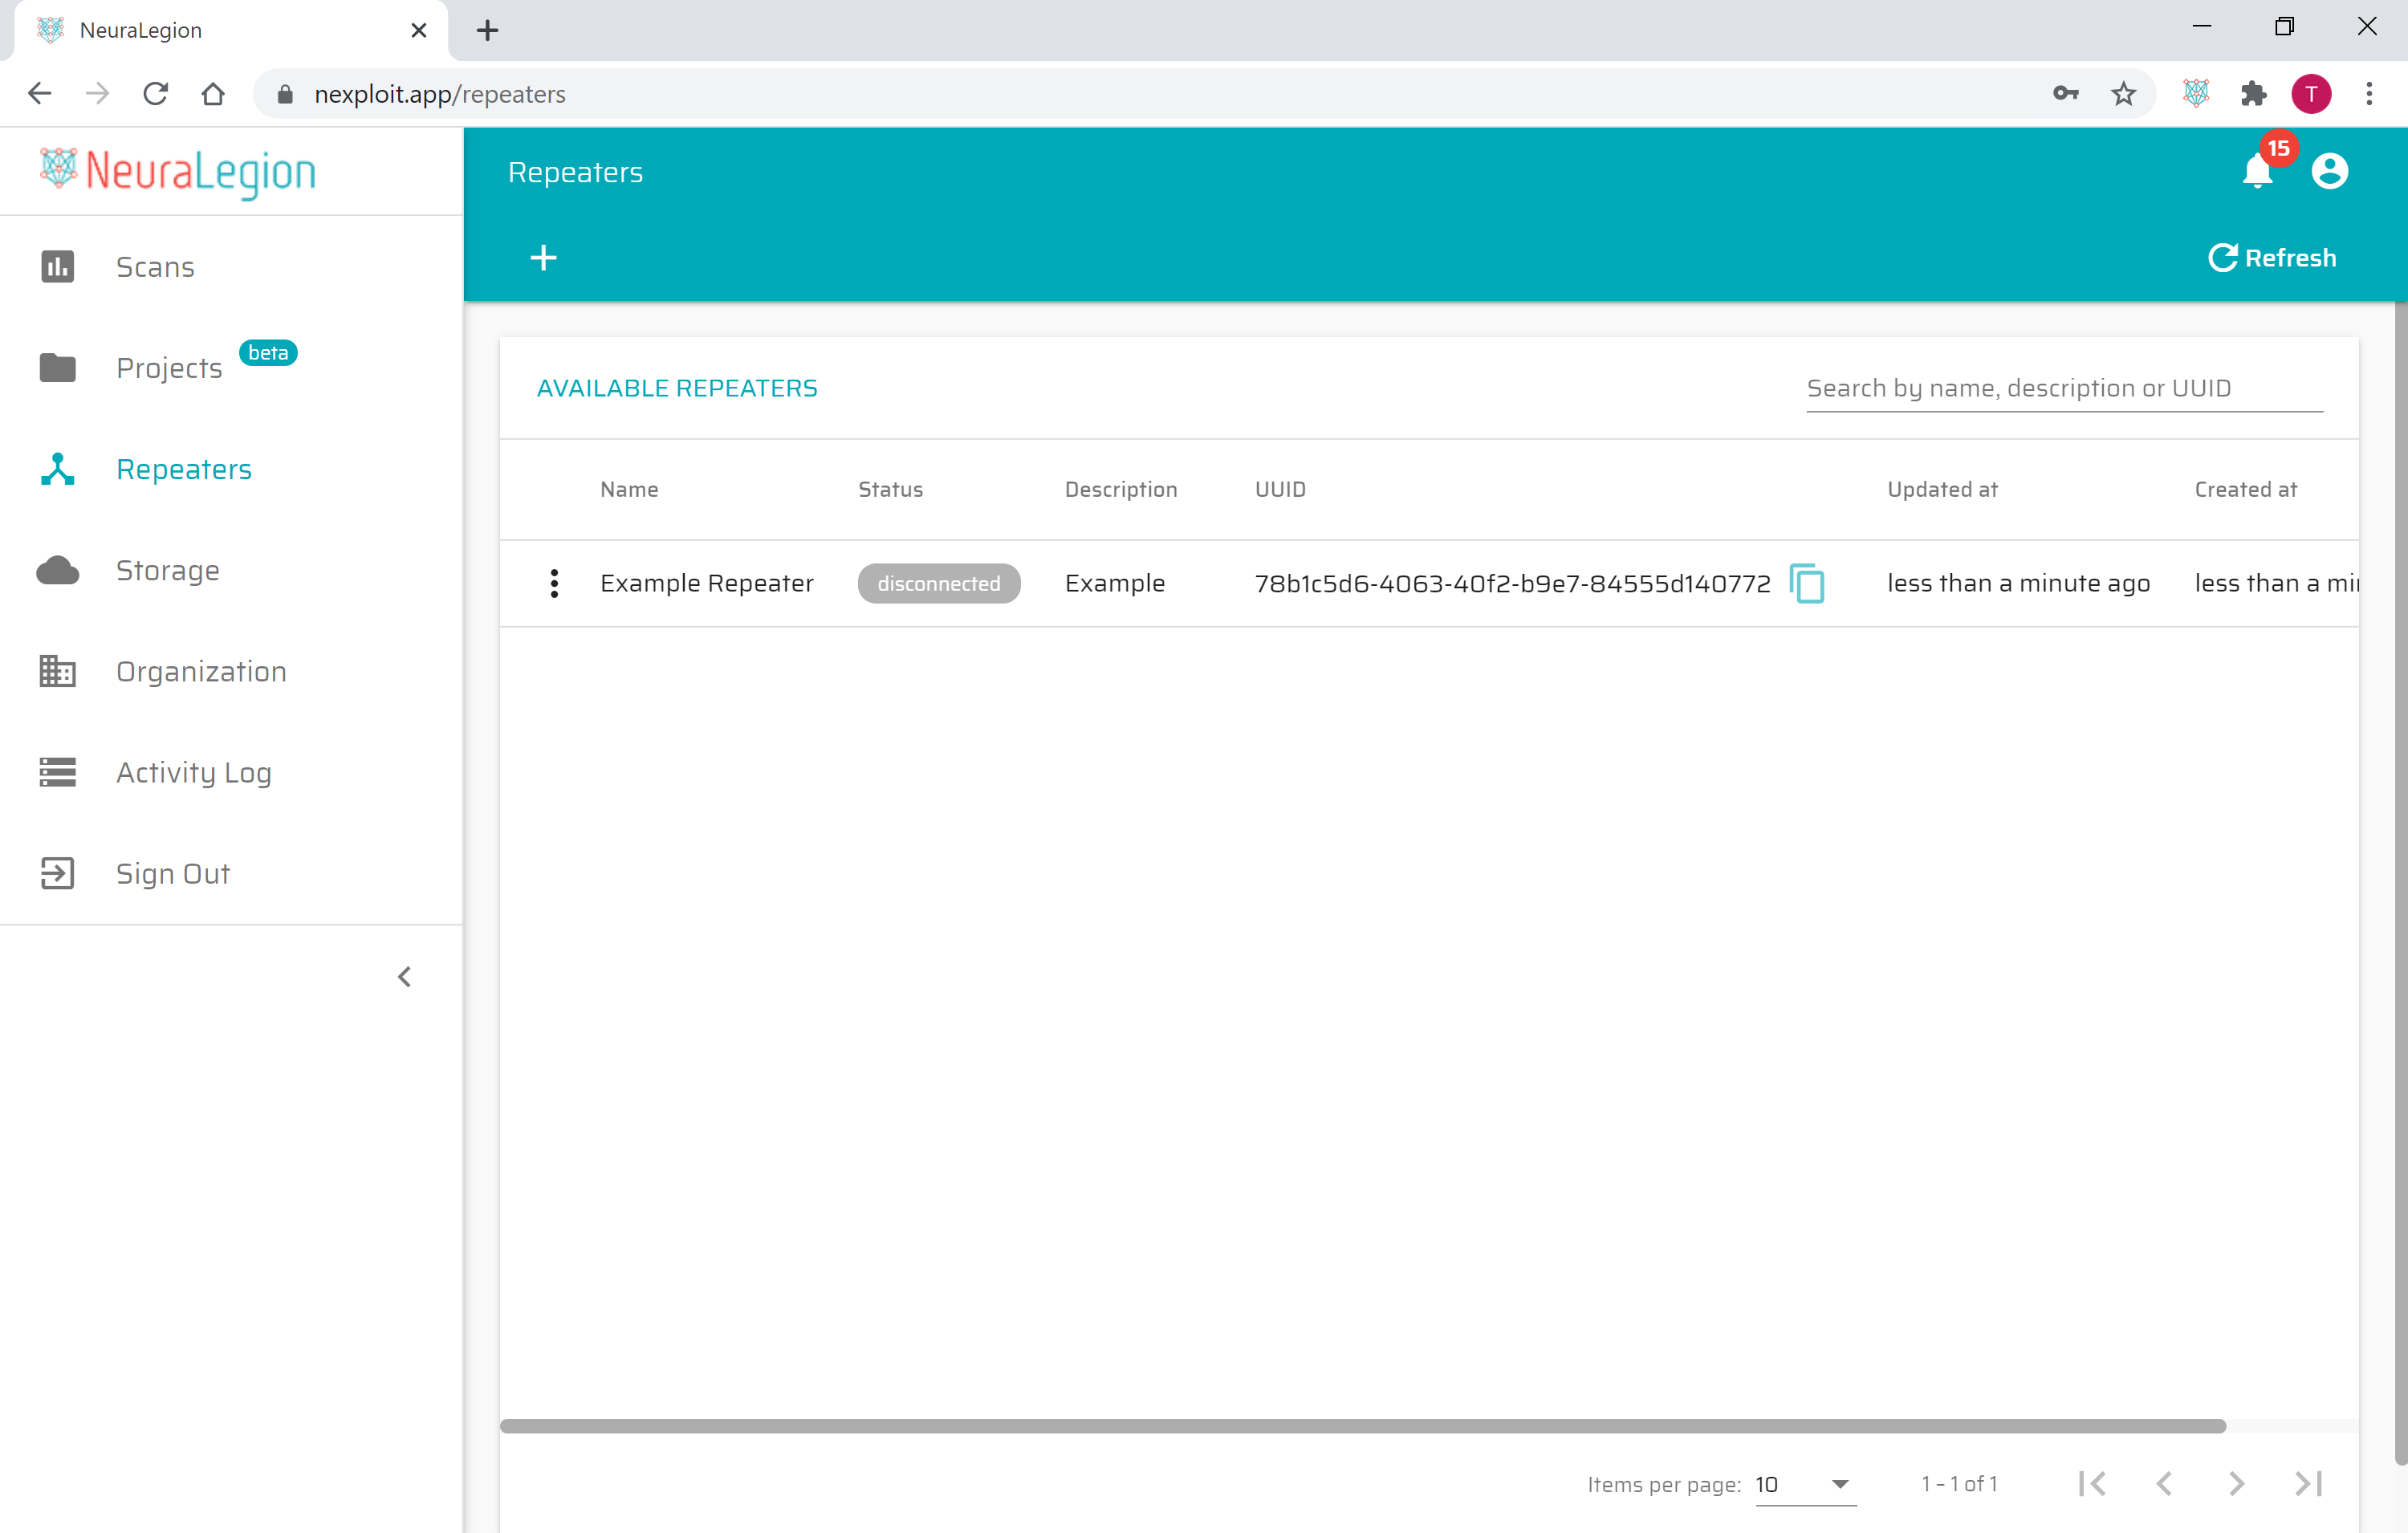 NeuraLegion
nexploit.app/repeaters
T
NeuraLegion
Repeaters
15
Refresh
Scans
Projects beta
Repeaters
Storage
Organization
Activity Log
Sign Out
AVAILABLE REPEATERS
Search by name, description or UUID
Name Status Description UUID Updated at Created at
Example Repeater disconnected Example 78b1c5d6-4063-40f2-b9e7-84555d140772 less than a minute ago less than a mi
Items per page: 10 1 – 1 of 1